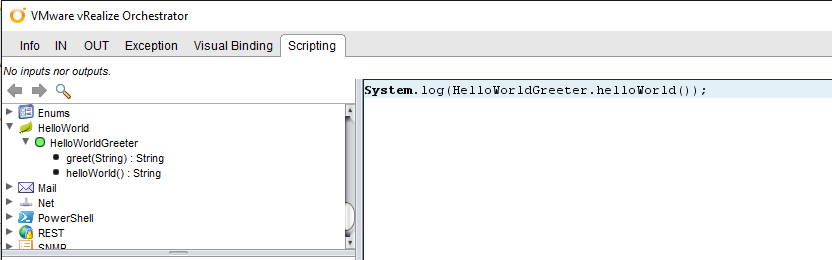 VMware vRealize Orchestrator
Info IN OUT Exception Visual Binding Scripting
No inputs nor outputs.
System.log(HelloWorldGreeter.helloWorld());
Enums
HelloWorld
HelloWorldGreeter
greet(String) : String
helloWorld() : String
Mail
Net
PowerShell
REST
SNMP